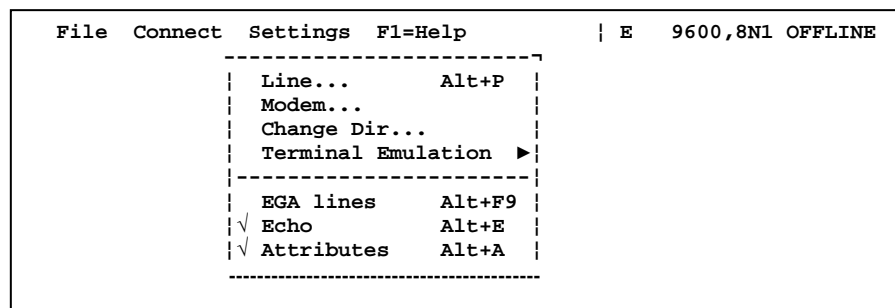 File  Connect  Settings  F1=Help  ¦ E  9600,8N1 OFFLINE
--------------------------¬
¦ Line...  Alt+P ¦
¦ Modem... ¦
¦ Change Dir... ¦
¦ Terminal Emulation ►¦
¦-------------------------¦
¦ EGA lines  Alt+F9 ¦
¦√ Echo  Alt+E ¦
¦√ Attributes  Alt+A ¦
-------------------------------------------